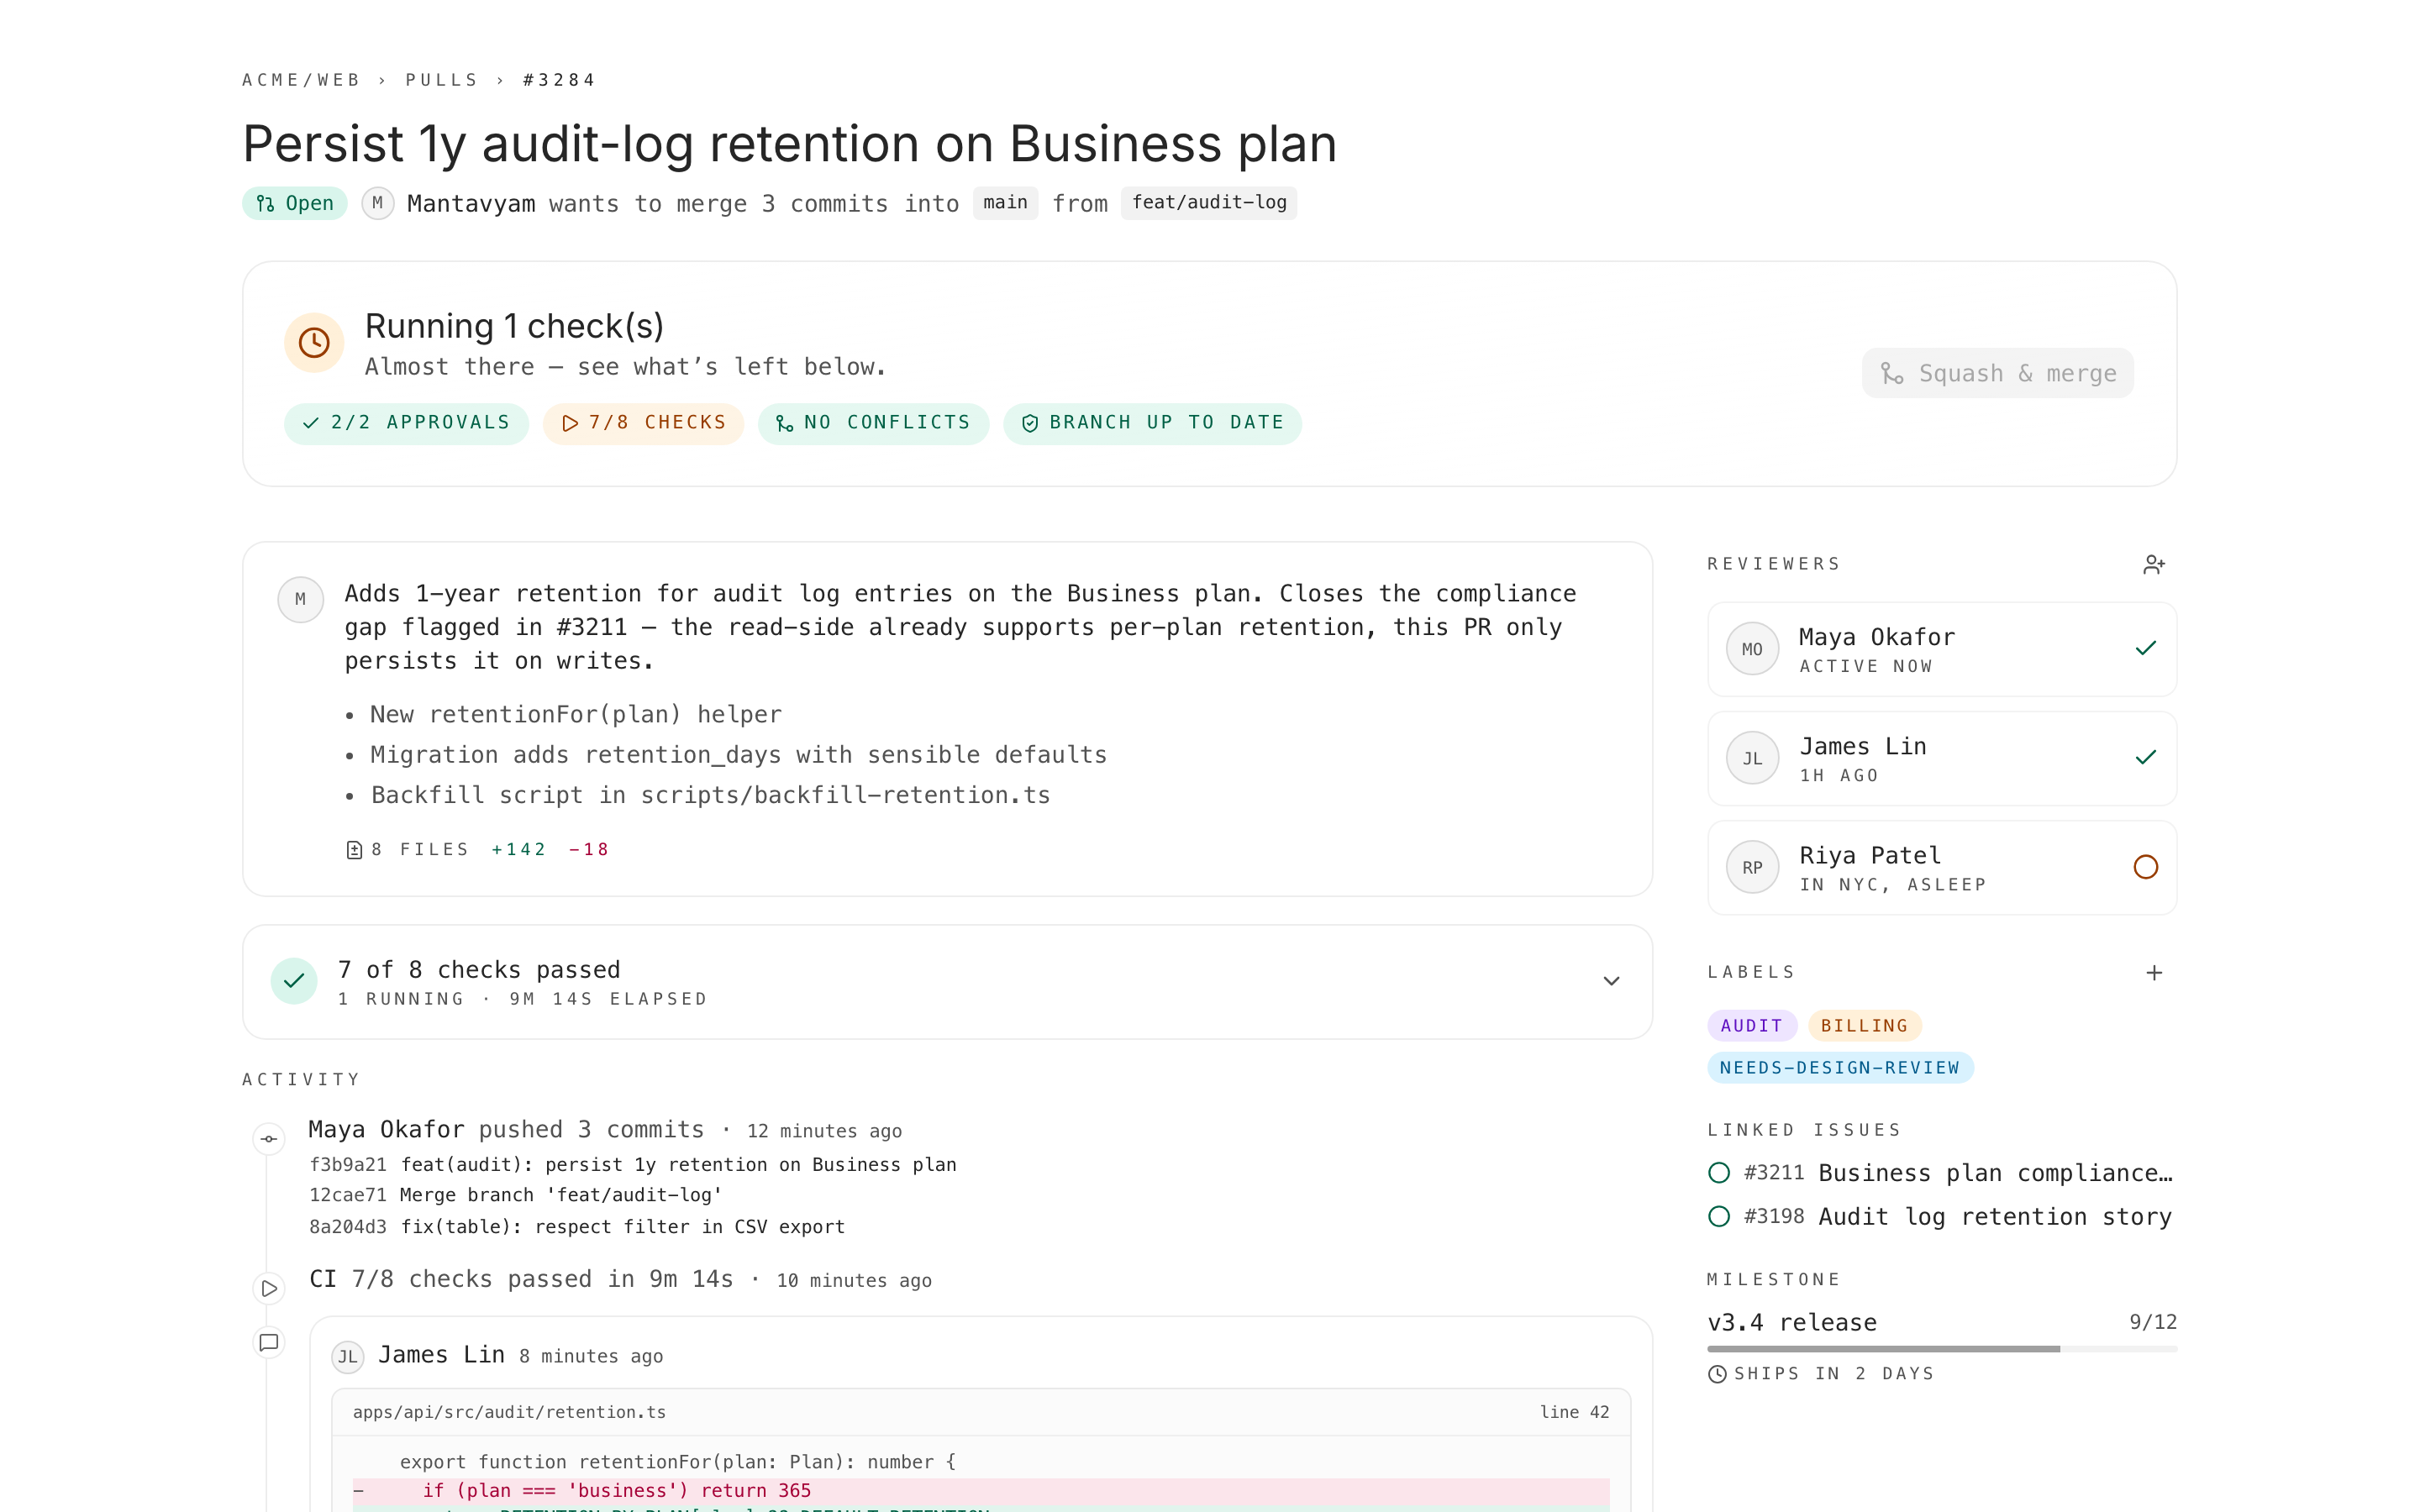 ACME/WEB › PULLS › #3284
Persist 1y audit-log retention on Business plan
Open M Mantavyam wants to merge 3 commits into main from feat/audit-log
Running 1 check(s)
Almost there — see what’s left below.
Squash & merge
2/2 APPROVALS 7/8 CHECKS NO CONFLICTS BRANCH UP TO DATE
M
Adds 1-year retention for audit log entries on the Business plan. Closes the compliance
gap flagged in #3211 — the read-side already supports per-plan retention, this PR only
persists it on writes.
• New retentionFor(plan) helper
• Migration adds retention_days with sensible defaults
• Backfill script in scripts/backfill-retention.ts
8 FILES +142 −18
7 of 8 checks passed
1 RUNNING · 9M 14S ELAPSED
ACTIVITY
Maya Okafor pushed 3 commits · 12 minutes ago
f3b9a21 feat(audit): persist 1y retention on Business plan
12cae71 Merge branch 'feat/audit-log'
8a204d3 fix(table): respect filter in CSV export
CI 7/8 checks passed in 9m 14s · 10 minutes ago
JL James Lin 8 minutes ago
apps/api/src/audit/retention.ts line 42
export function retentionFor(plan: Plan): number {
− if (plan === 'business') return 365
REVIEWERS
MO Maya Okafor
ACTIVE NOW
JL James Lin
1H AGO
RP Riya Patel
IN NYC, ASLEEP
LABELS
AUDIT BILLING
NEEDS-DESIGN-REVIEW
LINKED ISSUES
#3211 Business plan compliance…
#3198 Audit log retention story
MILESTONE
v3.4 release 9/12
SHIPS IN 2 DAYS